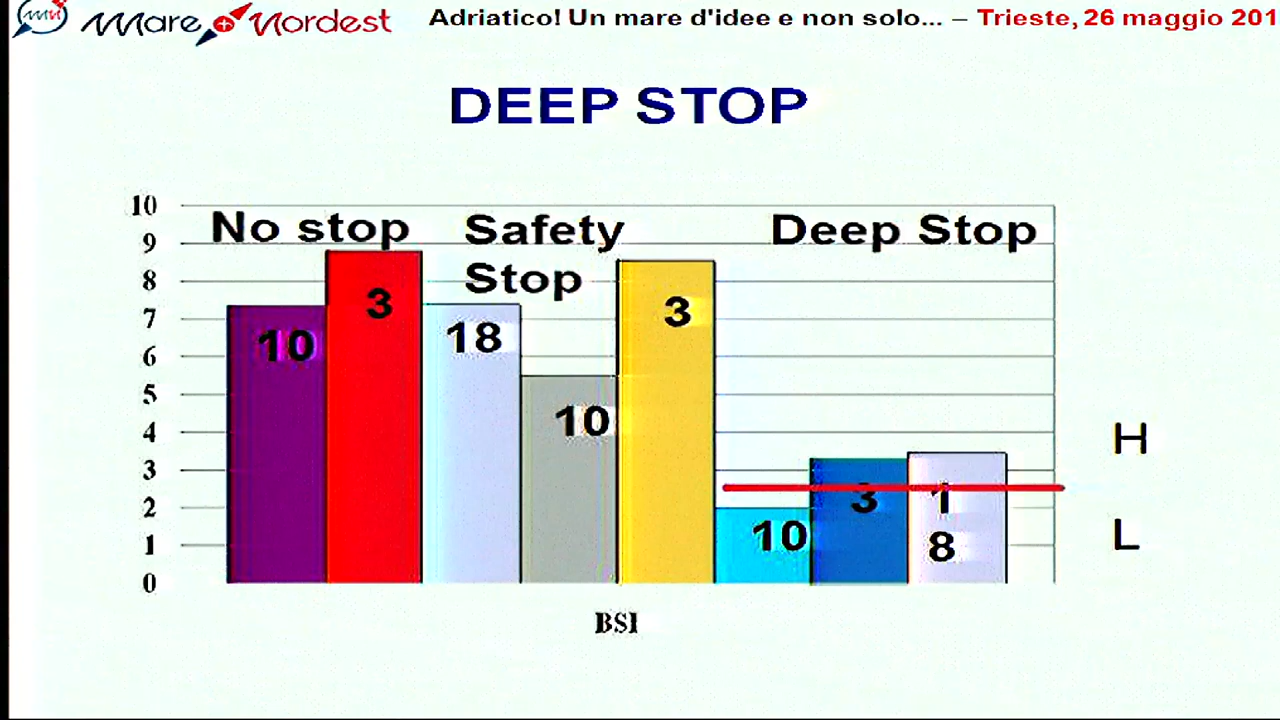 Mare Nordest
Adriatico! Un mare d'idee e non solo... – Trieste, 26 maggio 201
DEEP STOP
10
9
8
7
6
5
4
3
2
1
0
No stop
Safety
Stop
Deep Stop
10
3
18
10
3
10
3
1
8
H
L
BSI